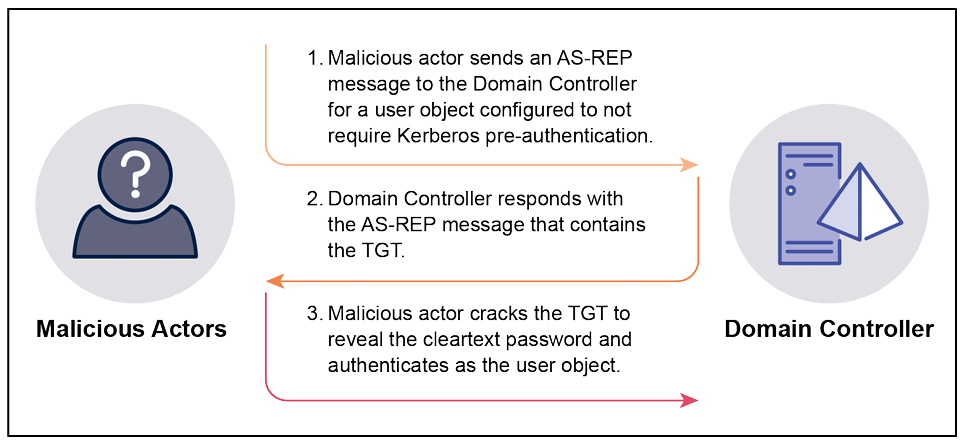 1. Malicious actor sends an AS-REP
message to the Domain Controller
for a user object configured to not
require Kerberos pre-authentication.
?
2. Domain Controller responds with
the AS-REP message that contains
the TGT.
3. Malicious actor cracks the TGT to
reveal the cleartext password and
authenticates as the user object.
Malicious Actors
Domain Controller